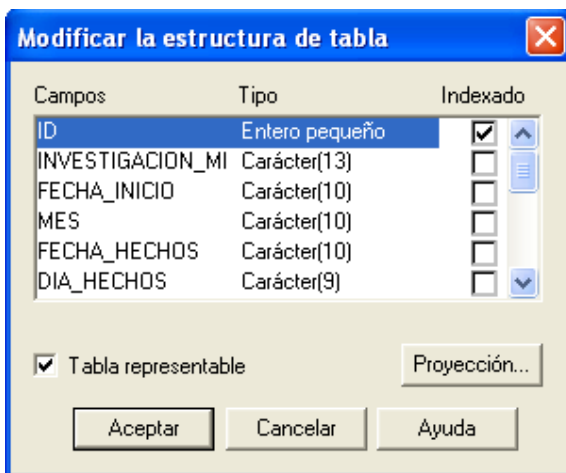 Modificar la estructura de tabla
Campos Tipo Indexado
ID Entero pequeño
INVESTIGACION_MI Carácter(13)
FECHA_INICIO Carácter(10)
MES Carácter(10)
FECHA_HECHOS Carácter(10)
DIA_HECHOS Carácter(9)
Tabla representable Proyección...
Aceptar Cancelar Ayuda